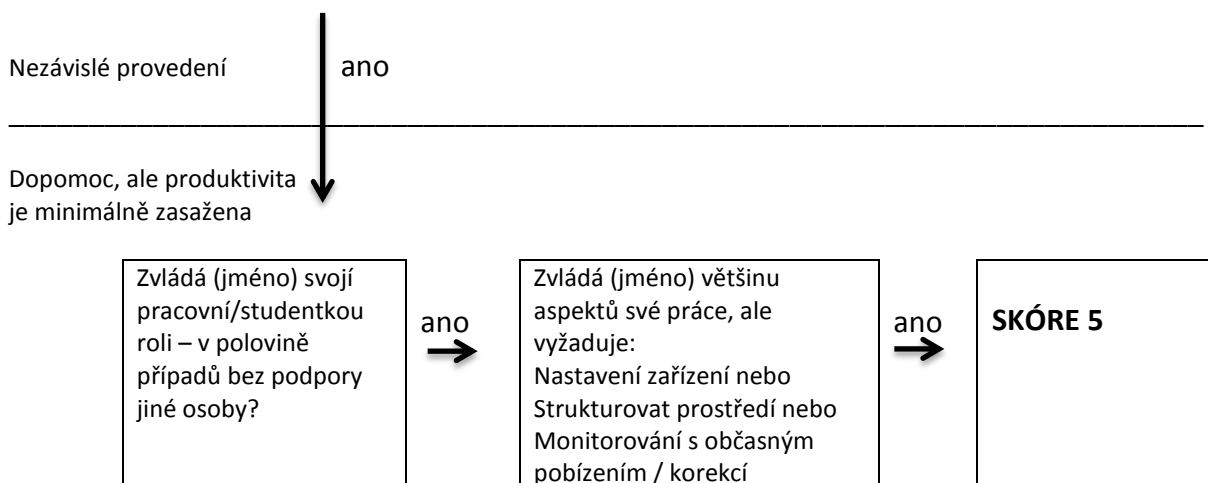 Nezávislé provedení
ano
Dopomoc, ale produktivita
je minimálně zasažena
Zvládá (jméno) svojí
pracovní/studentkou
roli – v polovině
případů bez podpory
jiné osoby?
ano
Zvládá (jméno) většinu
aspektů své práce, ale
vyžaduje:
Nastavení zařízení nebo
Strukturovat prostředí nebo
Monitorování s občasným
pobízením / korekcí
ano
SKÓRE 5